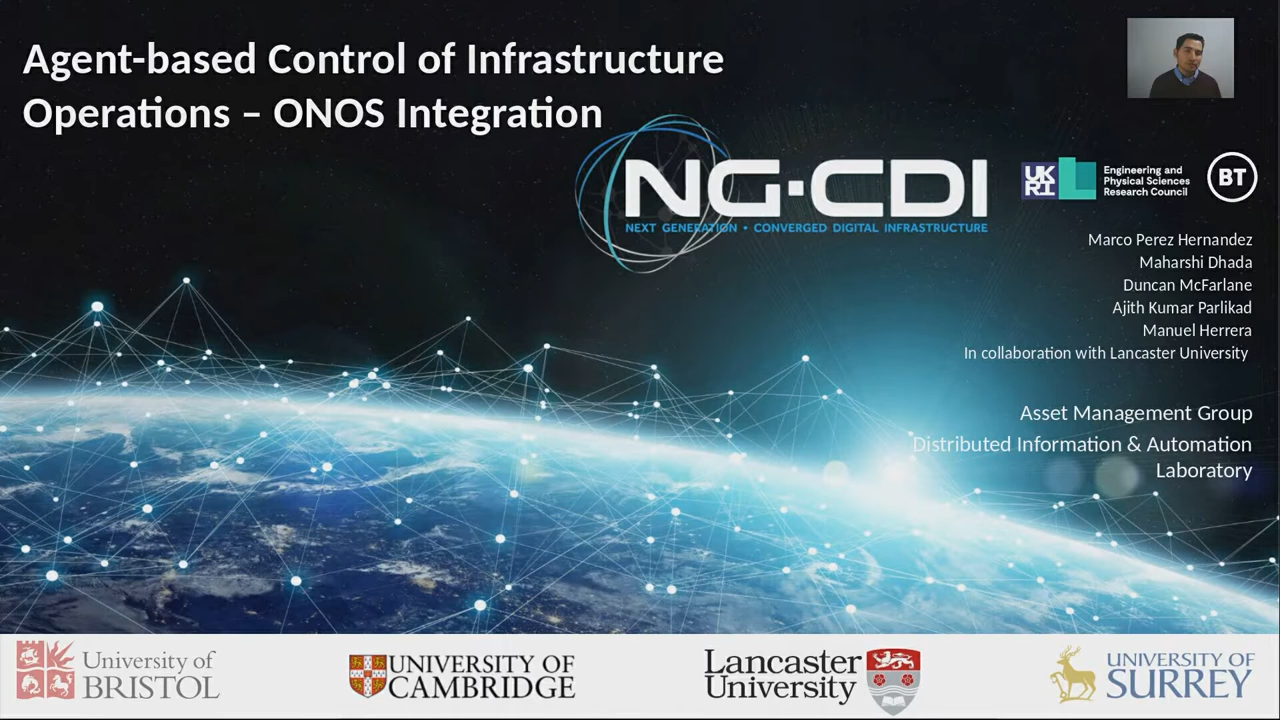 Agent-based Control of Infrastructure
Operations – ONOS Integration
NG·CDI
NEXT GENERATION • CONVERGED DIGITAL INFRASTRUCTURE
UK
RI
Engineering and
Physical Sciences
Research Council
BT
Marco Perez Hernandez
Maharshi Dhada
Duncan McFarlane
Ajith Kumar Parlikad
Manuel Herrera
In collaboration with Lancaster University
Asset Management Group
Distributed Information & Automation
Laboratory
University of
BRISTOL
UNIVERSITY OF
CAMBRIDGE
Lancaster
University
UNIVERSITY OF
SURREY